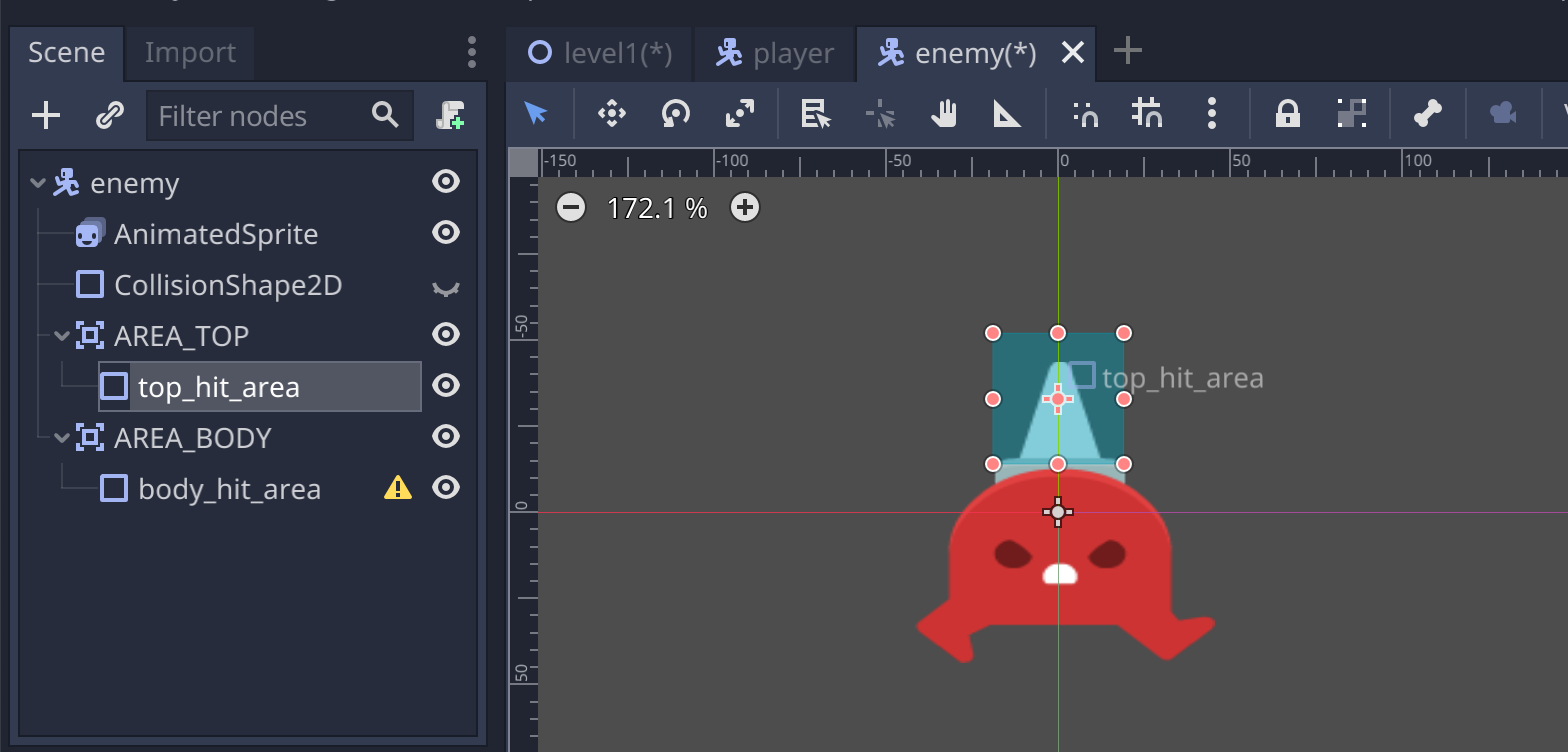 Scene Import
level1(*) player enemy(*)
Filter nodes
-150 -100 -50 0 50 100
enemy
172.1 %
AnimatedSprite
CollisionShape2D
AREA_TOP
-50
top_hit_area
top_hit_area
AREA_BODY
body_hit_area
0
50